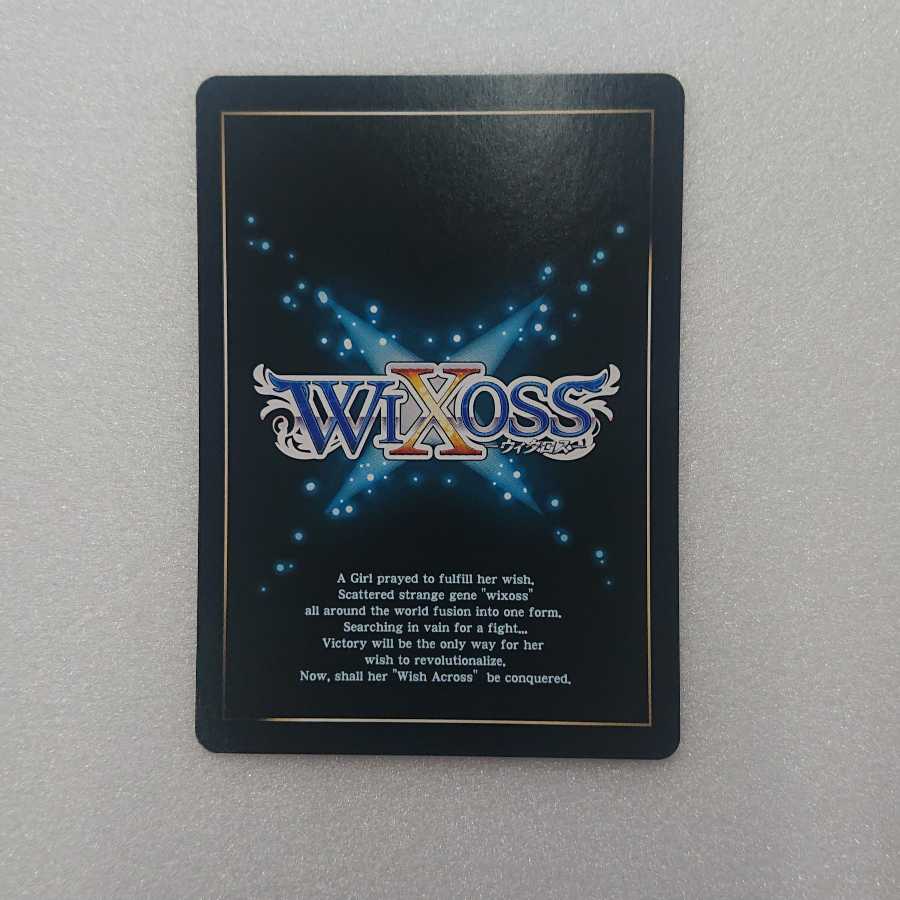 WIXOSS
ーウィクロスー
A Girl prayed to fulfill her wish.
Scattered strange gene "wixoss"
all around the world fusion into one form.
Searching in vain for a fight...
Victory will be the only way for her
wish to revolutionalize.
Now, shall her "Wish Across" be conquered.